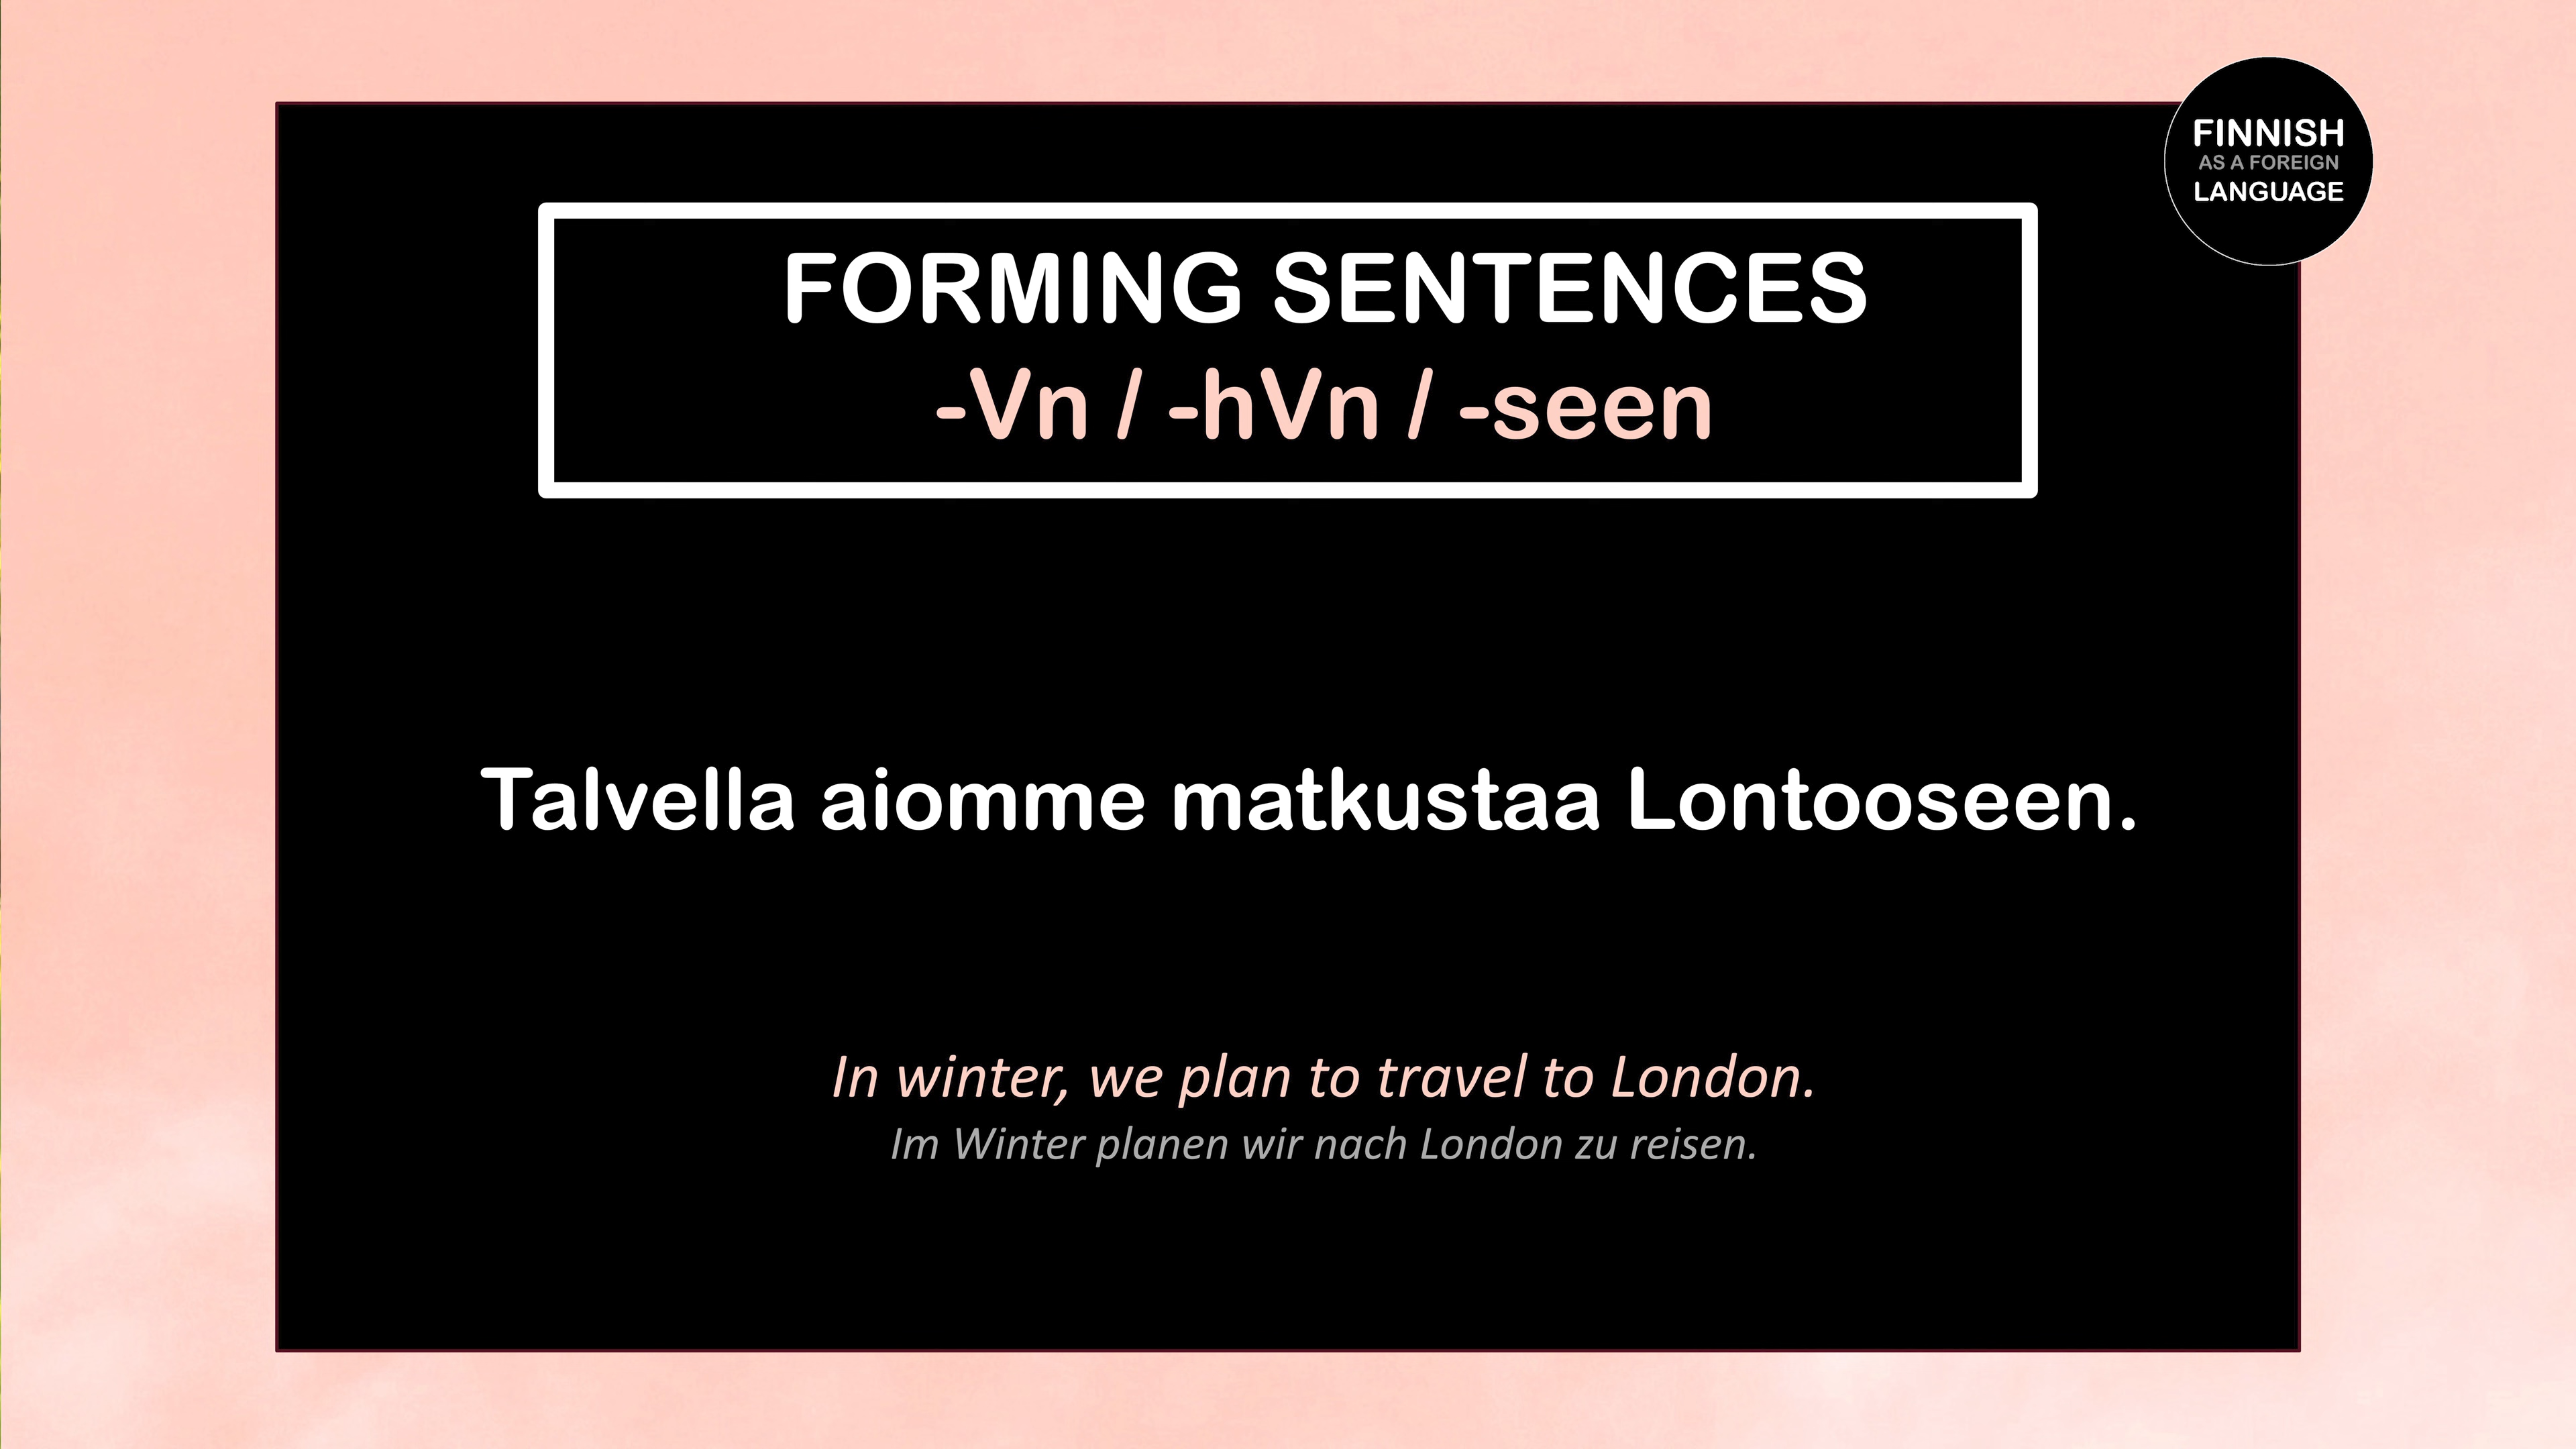 FINNISH
AS A FOREIGN
LANGUAGE
FORMING SENTENCES
-Vn / -hVn / -seen
Talvella aiomme matkustaa Lontooseen.
In winter, we plan to travel to London.
Im Winter planen wir nach London zu reisen.